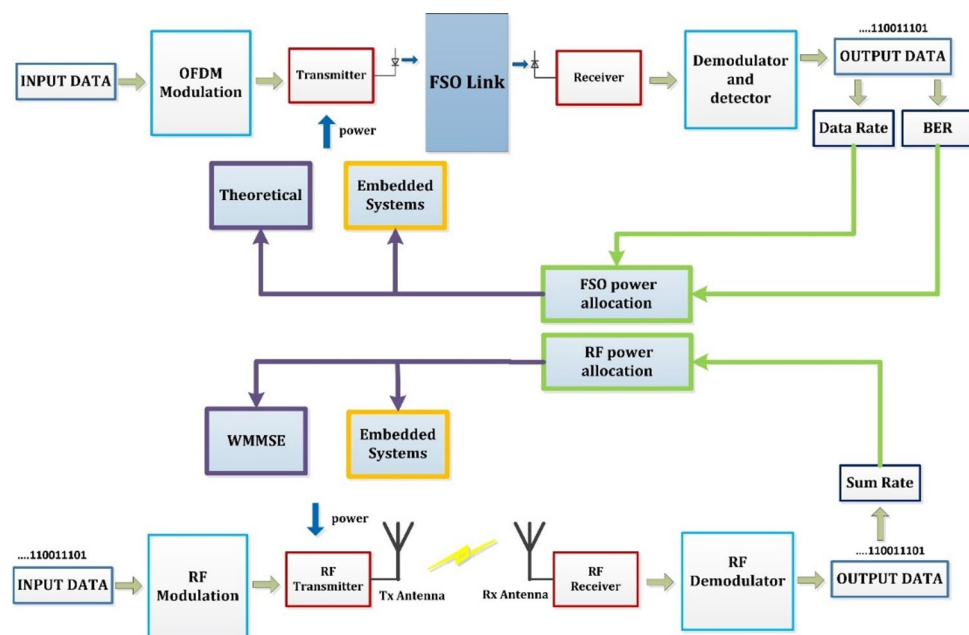 ....110011101
INPUT DATA
OFDM
Modulation
Transmitter
FSO Link
Receiver
Demodulator
and
detector
OUTPUT DATA
power
Data Rate
BER
Theoretical
Embedded
Systems
FSO power
allocation
RF power
allocation
WMMSE
Embedded
Systems
Sum Rate
power
....110011101
INPUT DATA
RF
Modulation
RF
Transmitter
Tx Antenna
Rx Antenna
RF
Receiver
RF
Demodulator
....110011101
OUTPUT DATA